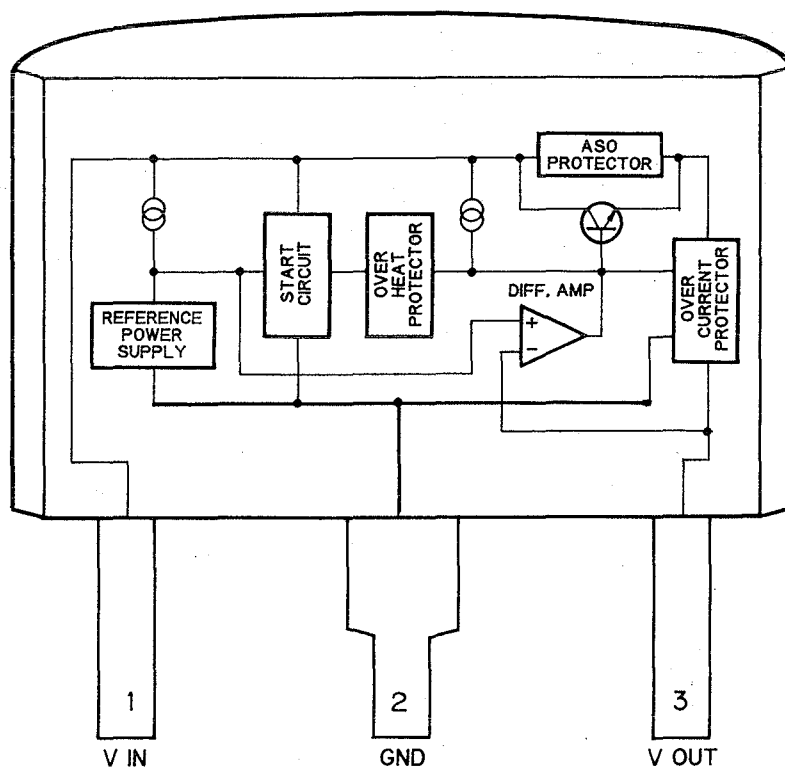 ASO
PROTECTOR
START
CIRCUIT
OVER
HEAT
PROTECTOR
DIFF. AMP
OVER
CURRENT
PROTECTOR
REFERENCE
POWER
SUPPLY
+
−
1
2
3
V IN
GND
V OUT